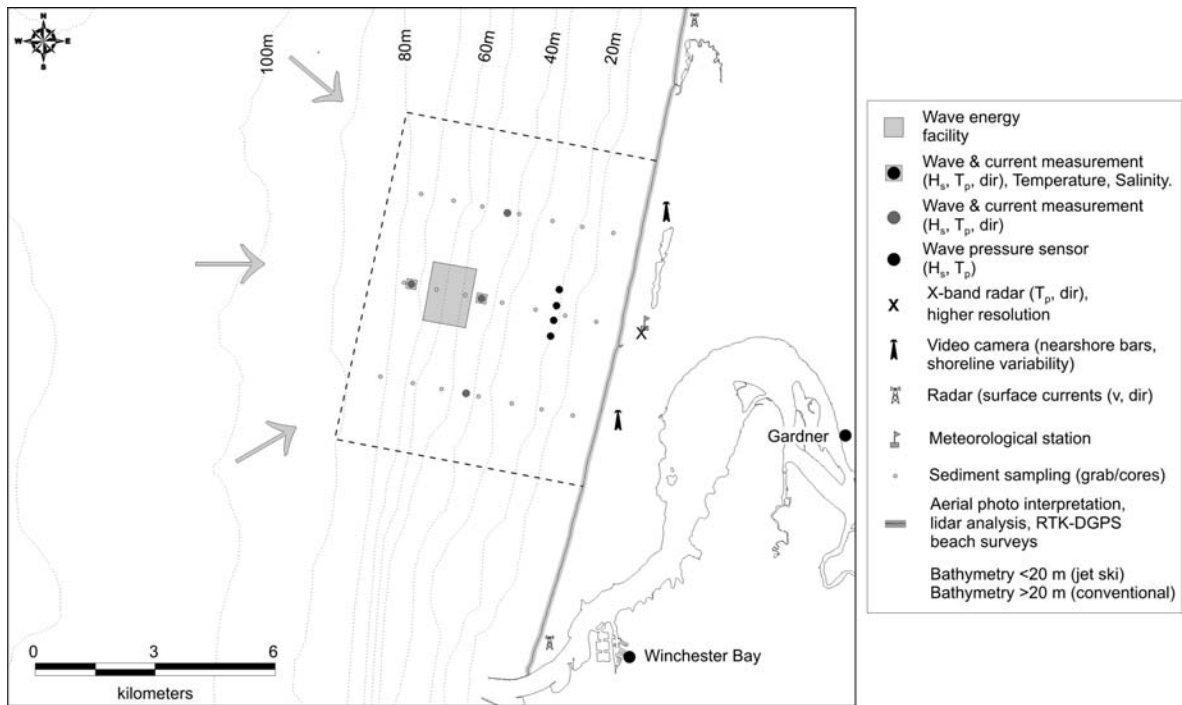 N
W E
S
100m
80m
60m
40m
20m
Gardner
Winchester Bay
0 3 6
kilometers
Wave energy
facility
Wave & current measurement
(Hs, Tp, dir), Temperature, Salinity.
Wave & current measurement
(Hs, Tp, dir)
Wave pressure sensor
(Hs, Tp)
X
X-band radar (Tp, dir),
higher resolution
Video camera (nearshore bars,
shoreline variability)
Radar (surface currents (v, dir)
Meteorological station
Sediment sampling (grab/cores)
Aerial photo interpretation,
lidar analysis, RTK-DGPS
beach surveys
Bathymetry <20 m (jet ski)
Bathymetry >20 m (conventional)